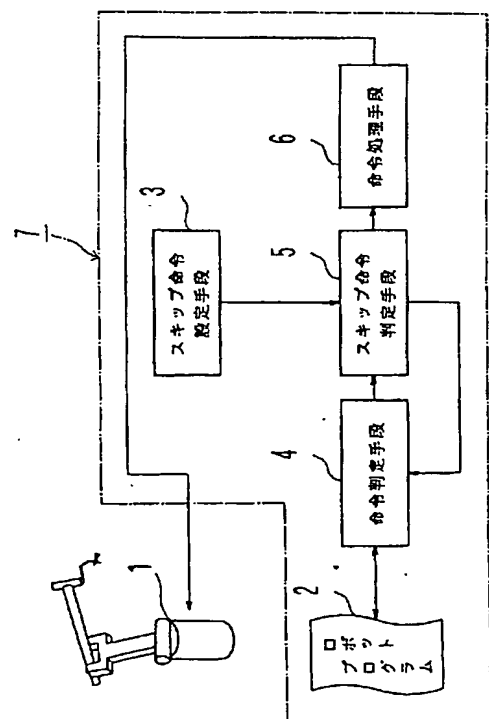 7
3
スキップ命令
設定手段
1
2
ロボット
プログラム
4
命令判定手段
5
スキップ命令
判定手段
6
命令処理手段